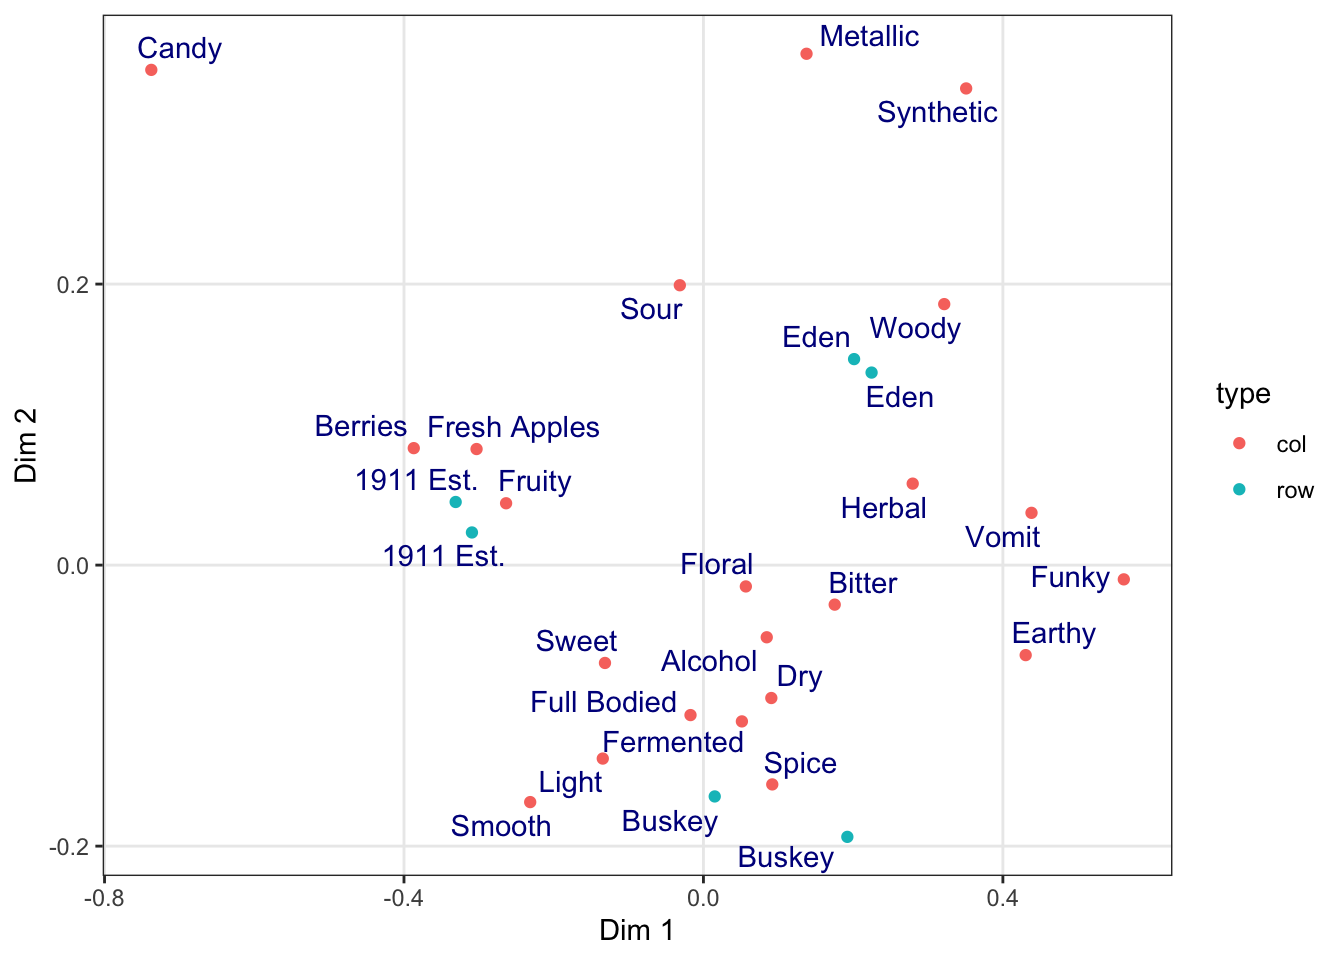 Candy
Metallic
Synthetic
0.2
Sour
Woody
Eden
Eden
Berries
Fresh Apples
1911 Est.
Fruity
1911 Est.
Herbal
Vomit
0.0
Floral
Bitter
Funky
Earthy
Sweet
Alcohol
Dry
Full Bodied
Fermented
Spice
Light
Smooth
Buskey
Buskey
-0.2
-0.8
-0.4
0.0
0.4
Dim 1
Dim 2
type
col
row